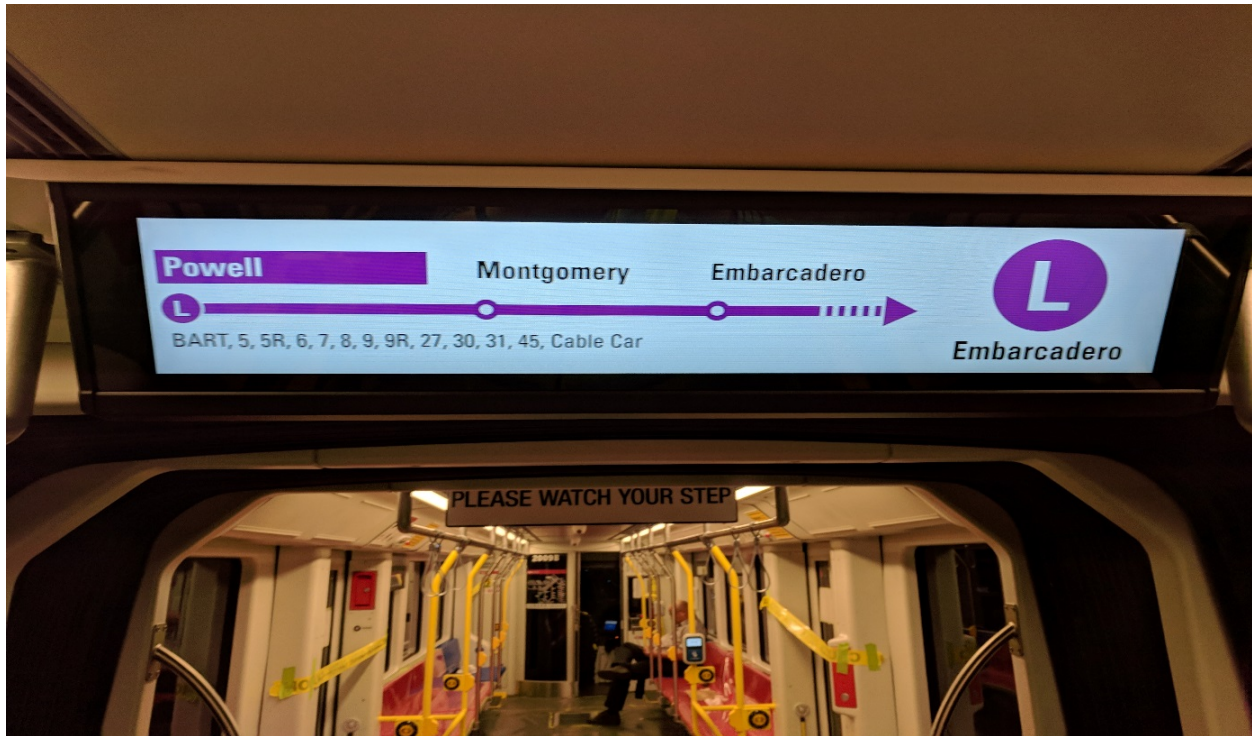 Powell
Montgomery
Embarcadero
L
L
BART, 5, 5R, 6, 7, 8, 9, 9R, 27, 30, 31, 45, Cable Car
Embarcadero
PLEASE WATCH YOUR STEP